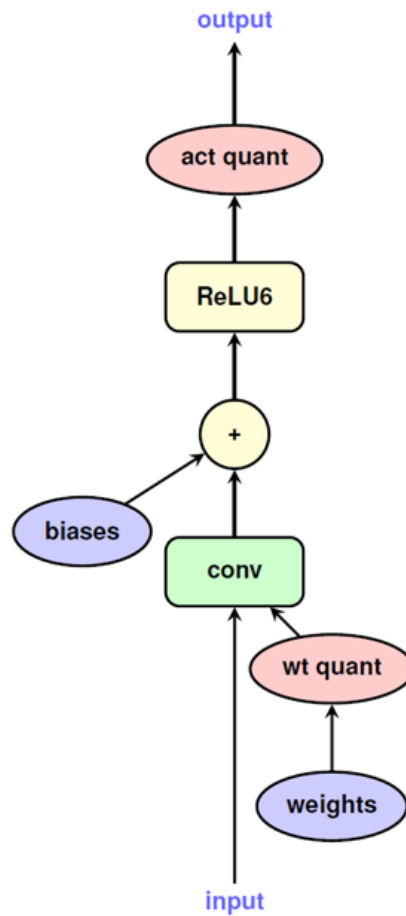 output
act quant
ReLU6
+
biases
conv
wt quant
weights
input